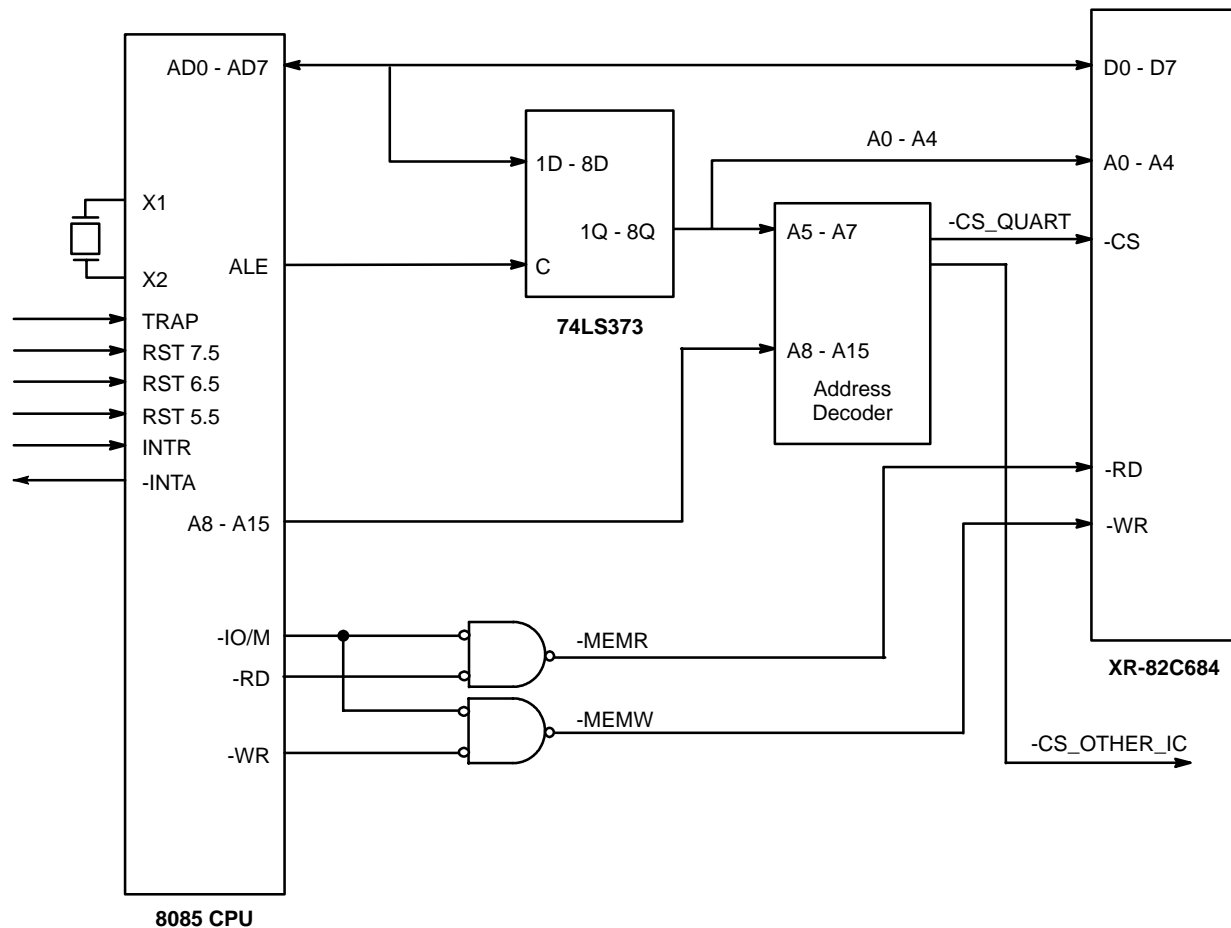 AD0 - AD7
D0 - D7
1D - 8D
A0 - A4
A0 - A4
X1
1Q - 8Q
A5 - A7
-CS_QUART
-CS
X2
ALE
C
TRAP
74LS373
RST 7.5
A8 - A15
RST 6.5
Address
Decoder
RST 5.5
INTR
-INTA
-RD
A8 - A15
-WR
-IO/M
-MEMR
-RD
XR-82C684
-MEMW
-WR
-CS_OTHER_IC
8085 CPU